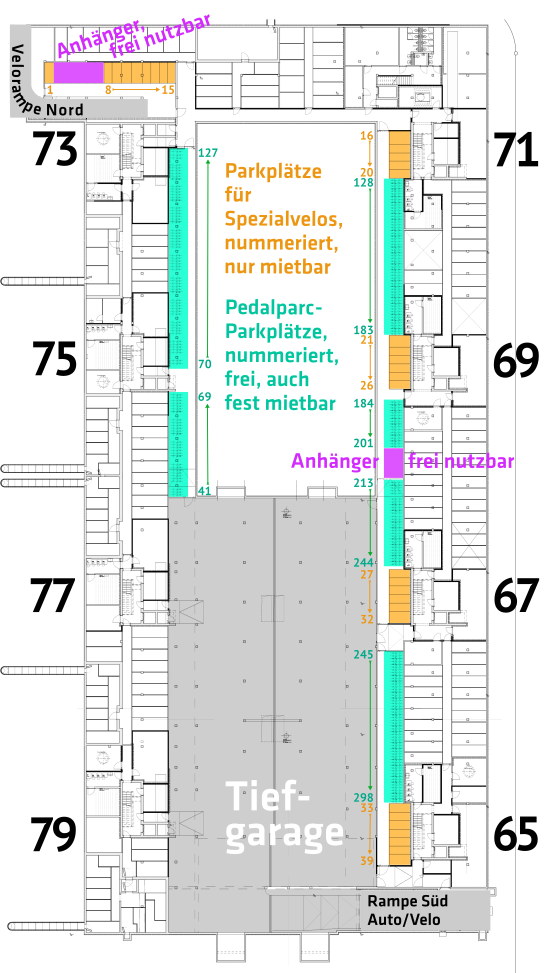 Anhänger,
frei nutzbar
Velorampe Nord
1
8
15
73
71
127
16
20
128
Parkplätze
für
Spezialvelos,
nummeriert,
nur mietbar
Pedalparc-
Parkplätze,
nummeriert,
frei, auch
fest mietbar
75
69
70
69
183
21
26
184
201
Anhänger frei nutzbar
41
213
244
27
77
67
32
245
298
33
Tief-
garage
79
65
39
Rampe Süd
Auto/Velo